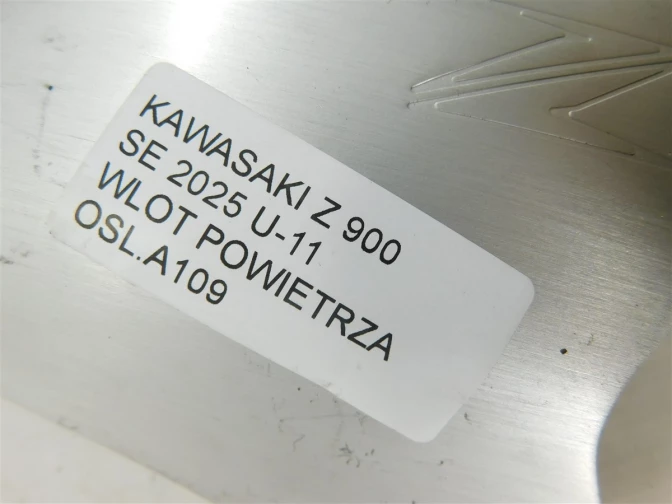 KAWASAKI Z 900
SE 2025 U-11
WLOT POWIETRZA
OSL.A109